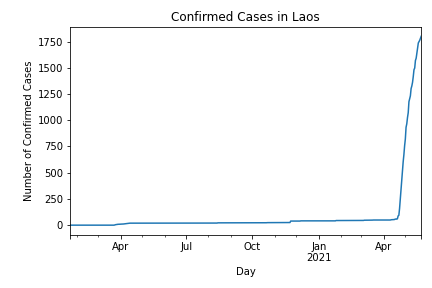 Confirmed Cases in Laos
Number of Confirmed Cases
1750
1500
1250
1000
750
500
250
0
Apr
Jul
Oct
Jan
2021
Apr
Day